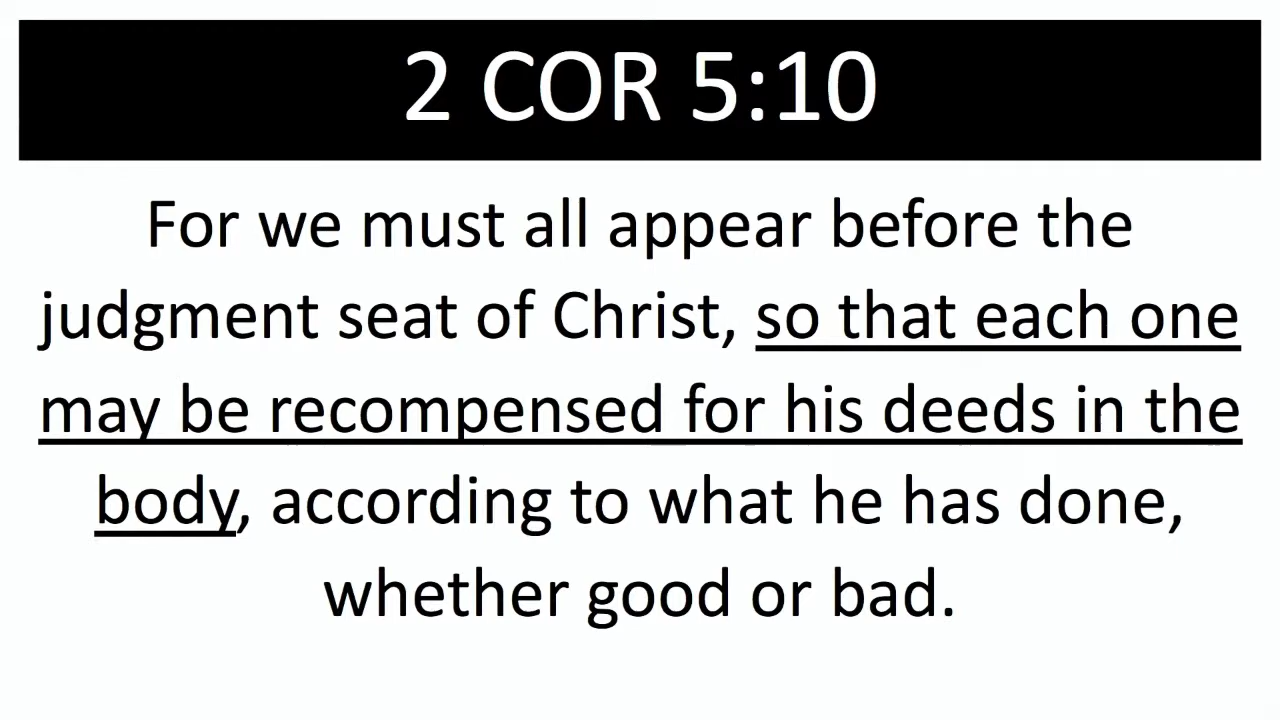 2 COR 5:10
For we must all appear before the
judgment seat of Christ, so that each one
may be recompensed for his deeds in the
body, according to what he has done,
whether good or bad.